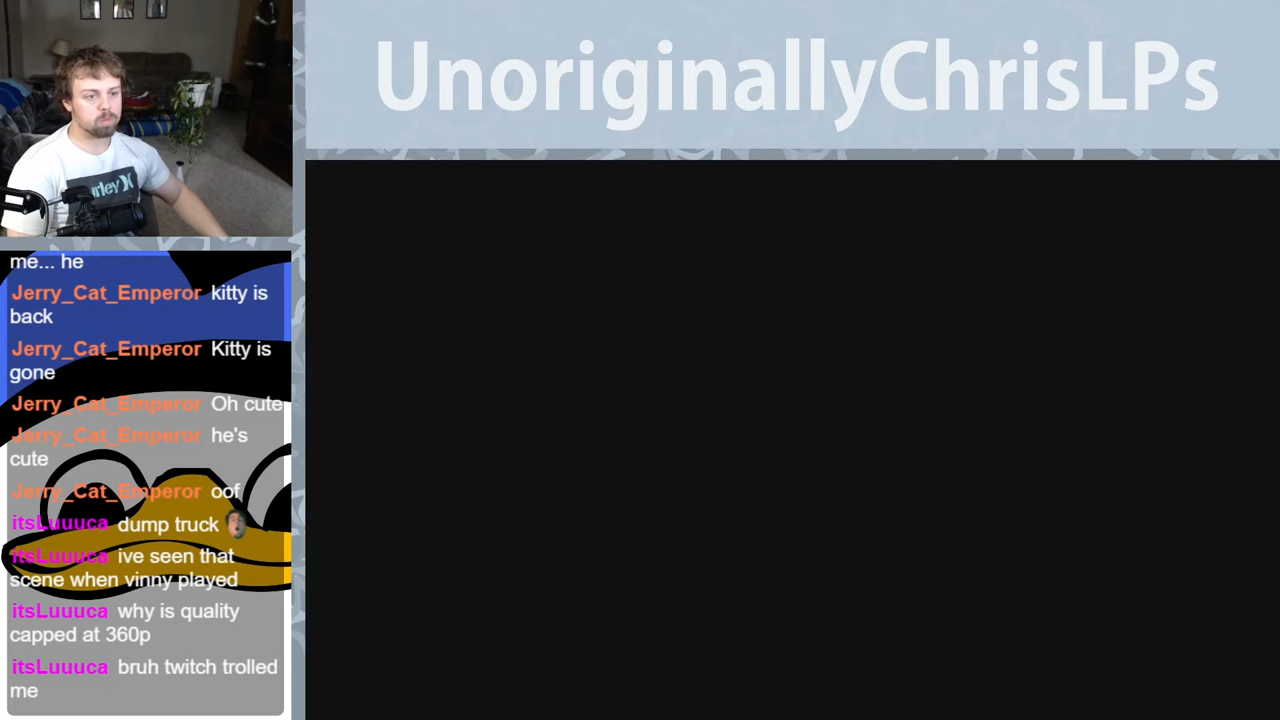 UnoriginallyChrisLPs
me... he
Jerry_Cat_Emperor kitty is
back
Jerry_Cat_Emperor Kitty is
gone
Jerry_Cat_Emperor Oh cute
Jerry_Cat_Emperor he's
cute
Jerry_Cat_Emperor oof
itsLuuuca dump truck
itsLuuuca ive seen that
scene when vinny played
itsLuuuca why is quality
capped at 360p
itsLuuuca bruh twitch trolled
me